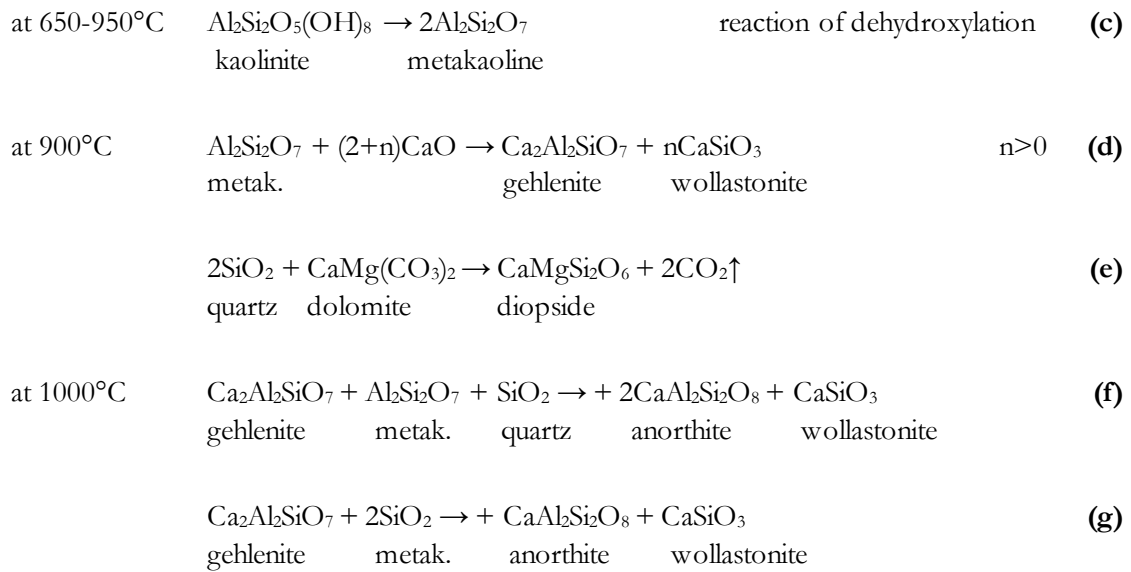 at 650-950°C Al₂Si₂O₅(OH)₈ → 2Al₂Si₂O₇ reaction of dehydroxylation (c)
kaolinite metakaoline
at 900°C Al₂Si₂O₇ + (2+n)CaO → Ca₂Al₂SiO₇ + nCaSiO₃ n>0 (d)
metak. gehlenite wollastonite
2SiO₂ + CaMg(CO₃)₂ → CaMgSi₂O₆ + 2CO₂↑ (e)
quartz dolomite diopside
at 1000°C Ca₂Al₂SiO₇ + Al₂Si₂O₇ + SiO₂ → + 2CaAl₂Si₂O₈ + CaSiO₃ (f)
gehlenite metak. quartz anorthite wollastonite
Ca₂Al₂SiO₇ + 2SiO₂ → + CaAl₂Si₂O₈ + CaSiO₃ (g)
gehlenite metak. anorthite wollastonite